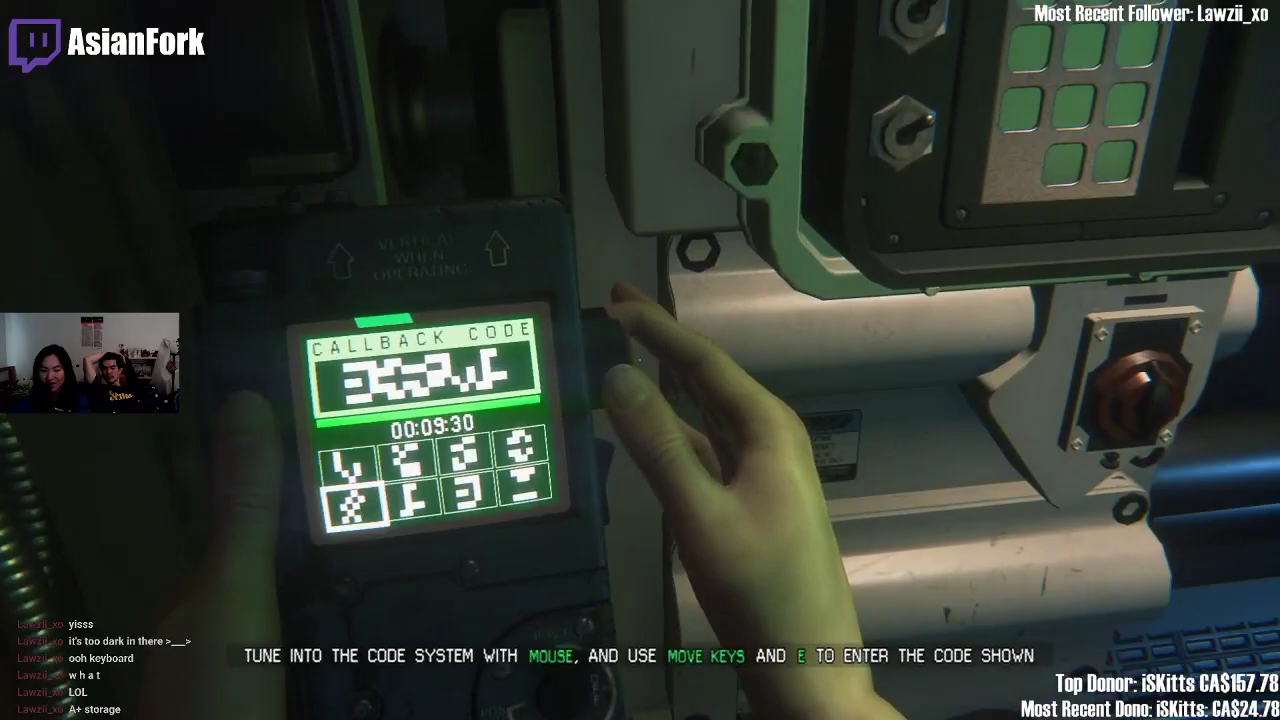 AsianFork
Most Recent Follower: Lawzii_xo
VERTICAL
WHEN
OPERATING
CALLBACK CODE
00:09:30
Lawzii_xo yisss
Lawzii_xo it's too dark in there >___>
Lawzii_xo ooh keyboard
Lawzii_xo w h a t
Lawzii_xo LOL
Lawzii_xo A+ storage
TUNE INTO THE CODE SYSTEM WITH MOUSE, AND USE MOVE KEYS AND E TO ENTER THE CODE SHOWN
Top Donor: iSKitts CA$157.78
Most Recent Dono: iSKitts: CA$24.78